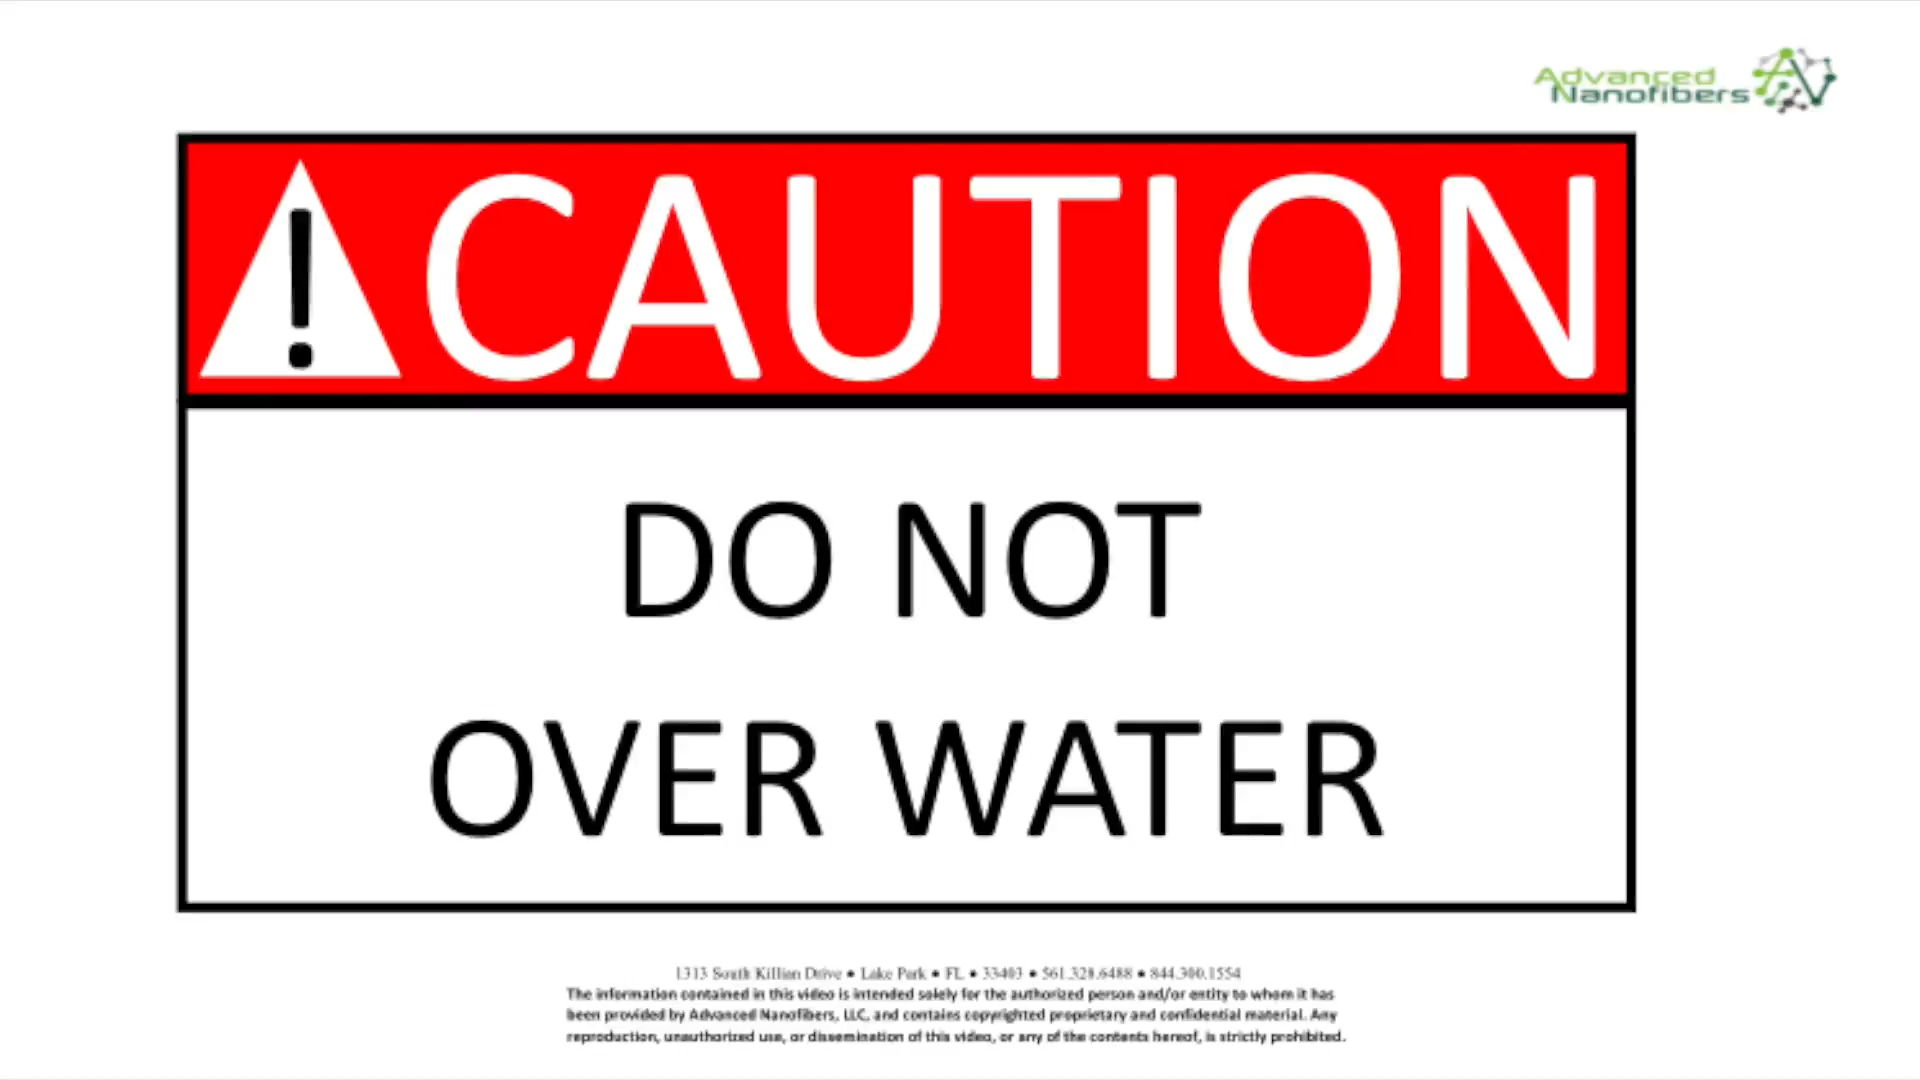 Advanced
Nanofibers
! CAUTION
DO NOT
OVER WATER
1313 South Killian Drive • Lake Park • FL • 33403 • 561.328.6488 • 844.300.1554
The information contained in this video is intended solely for the authorized person and/or entity to whom it has
been provided by Advanced Nanofibers, LLC, and contains copyrighted proprietary and confidential material. Any
reproduction, unauthorized use, or dissemination of this video, or any of the contents hereof, is strictly prohibited.